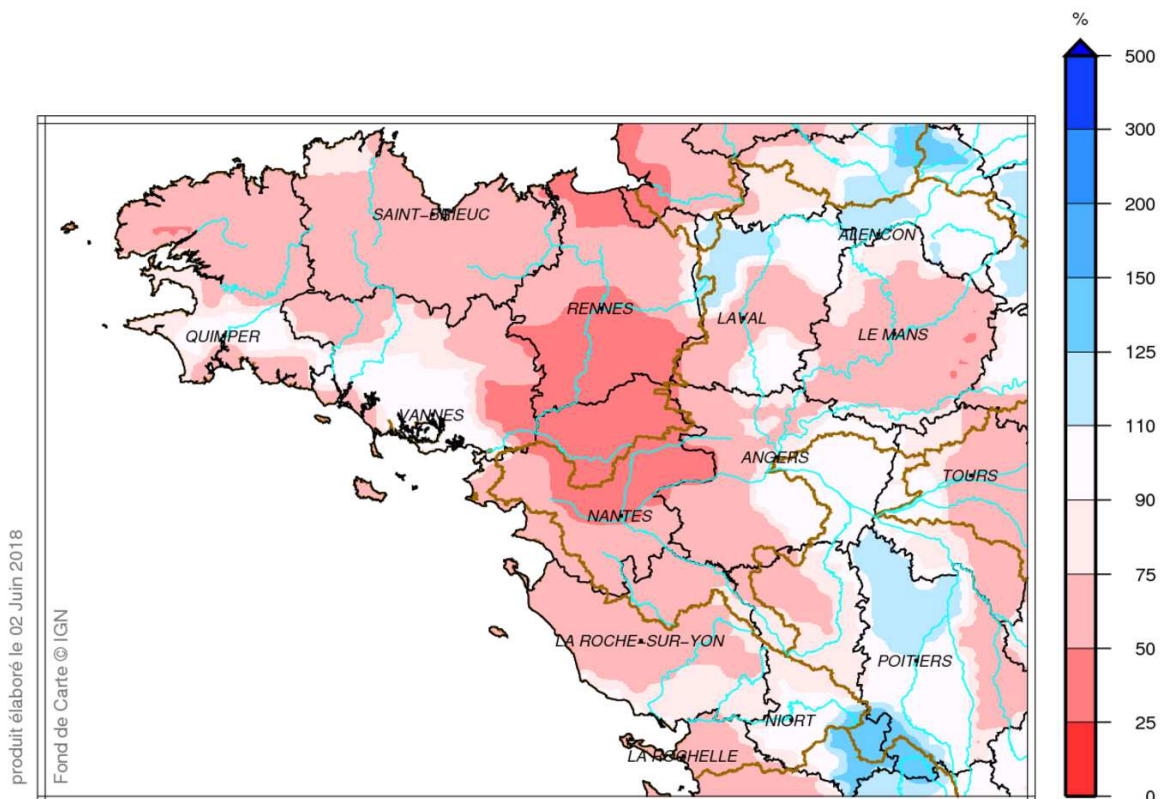 %
500
300
200
150
125
110
90
75
50
25
0
SAINT-BRIEUC
ALENCON
RENNES
LAVAL
LE MANS
QUIMPER
VANNES
ANGERS
TOURS
NANTES
LA ROCHE-SUR-YON
POITIERS
NIORT
LA ROCHELLE
produit élaboré le 02 Juin 2018
Fond de Carte © IGN